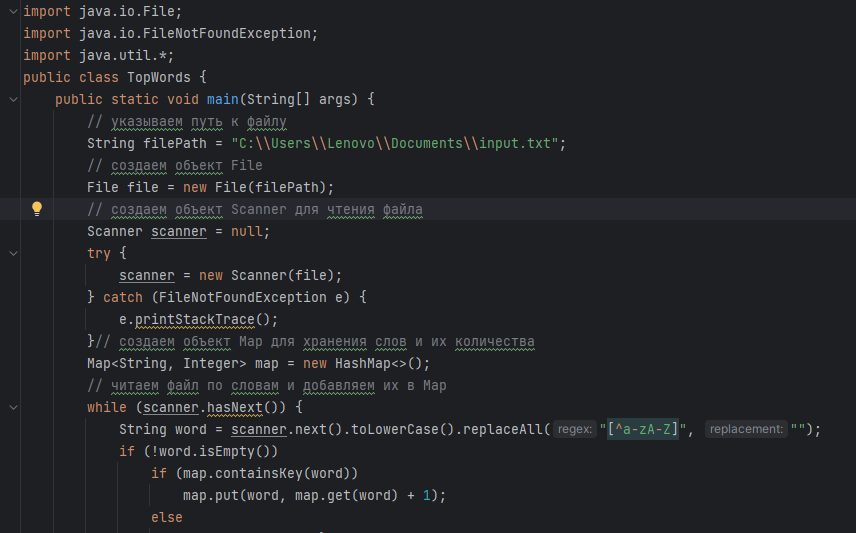 import java.io.File;
import java.io.FileNotFoundException;
import java.util.*;
public class TopWords {
    public static void main(String[] args) {
        // указываем путь к файлу
        String filePath = "C:\\Users\\Lenovo\\Documents\\input.txt";
        // создаем объект File
        File file = new File(filePath);
        // создаем объект Scanner для чтения файла
        Scanner scanner = null;
        try {
            scanner = new Scanner(file);
        } catch (FileNotFoundException e) {
            e.printStackTrace();
        }// создаем объект Map для хранения слов и их количества
        Map<String, Integer> map = new HashMap<>();
        // читаем файл по словам и добавляем их в Map
        while (scanner.hasNext()) {
            String word = scanner.next().toLowerCase().replaceAll( regex: "[^a-zA-Z]", replacement: "");
            if (!word.isEmpty())
                if (map.containsKey(word))
                    map.put(word, map.get(word) + 1);
                else